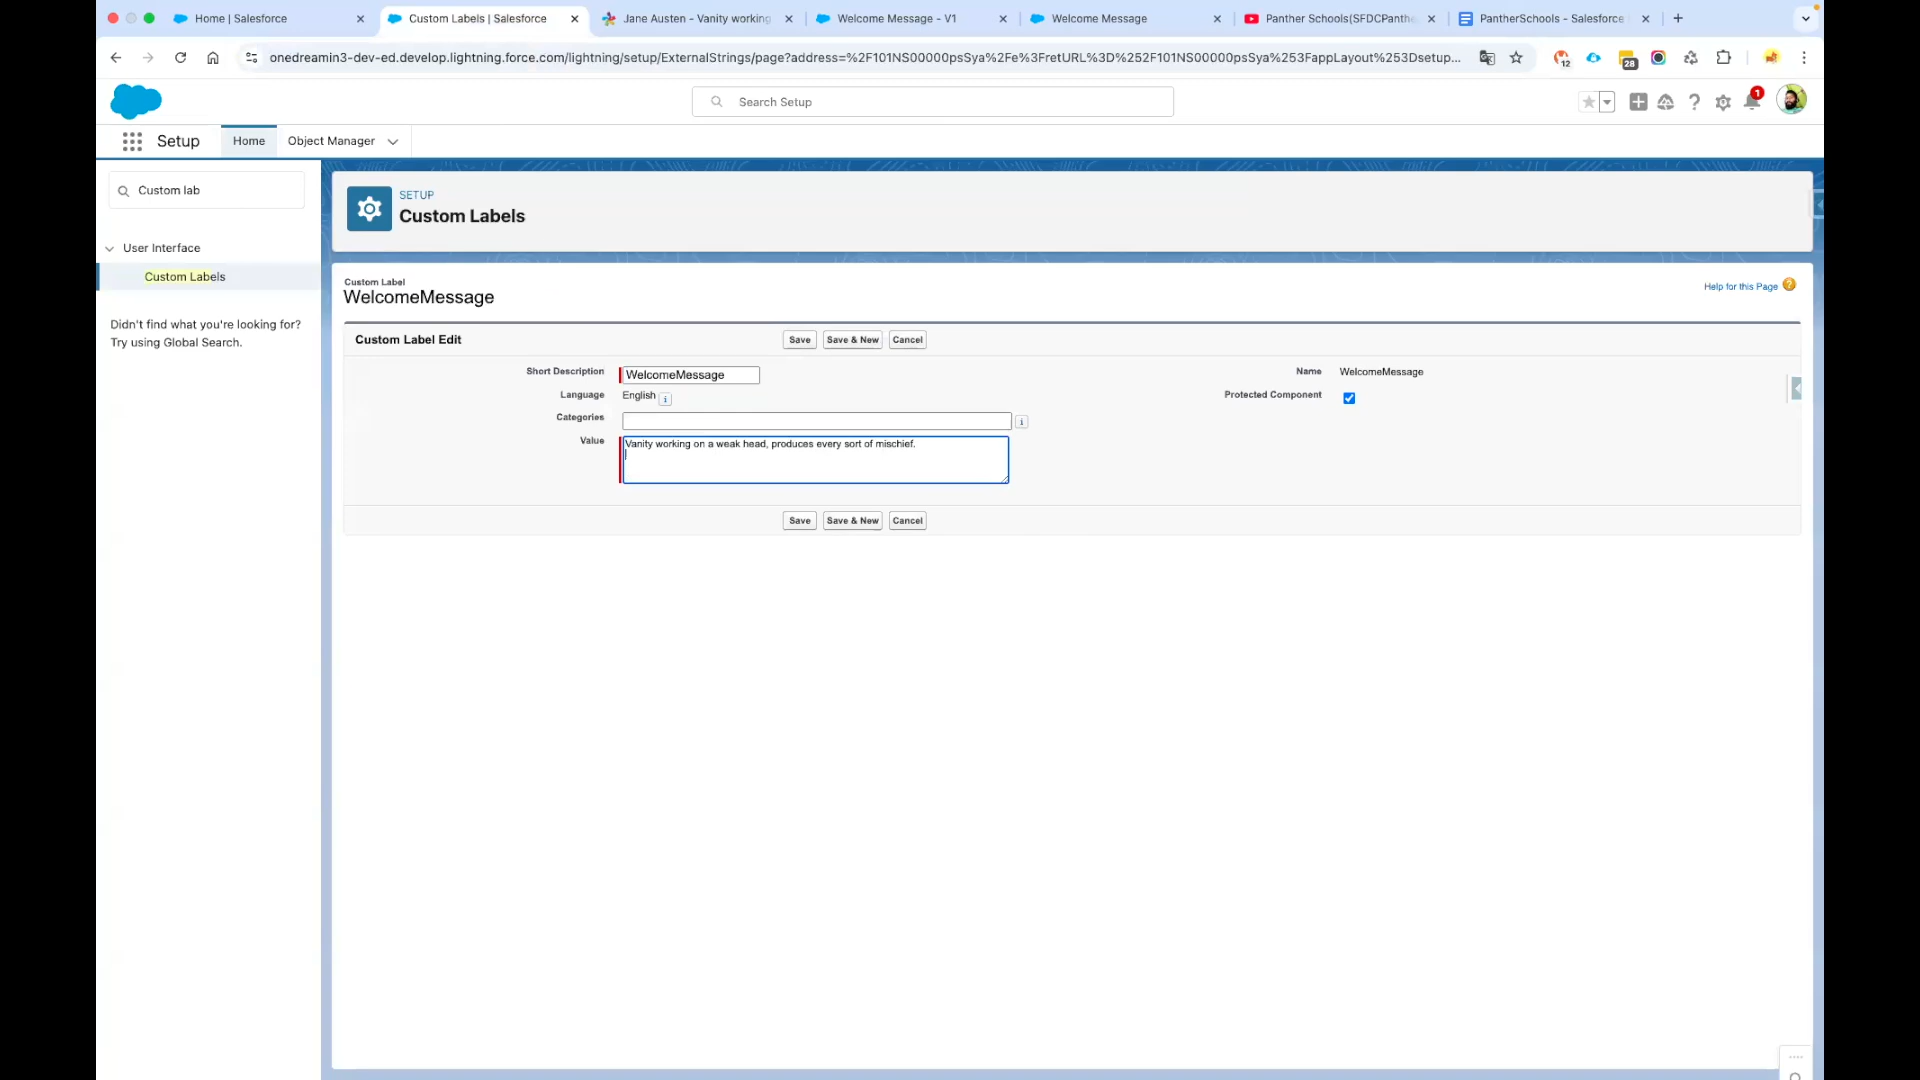 Home | Salesforce
Custom Labels | Salesforce
Jane Austen - Vanity working
Welcome Message - V1
Welcome Message
Panther Schools(SFDCPanthe
PantherSchools - Salesforce
onedreamin3-dev-ed.develop.lightning.force.com/lightning/setup/ExternalStrings/page?address=%2F101NS00000psSya%2Fe%3FretURL%3D%252F101NS00000psSya%253FappLayout%253Dsetup...
12
28
Search Setup
1
Setup
Home
Object Manager
Custom lab
User Interface
Custom Labels
Didn't find what you're looking for?
Try using Global Search.
SETUP
Custom Labels
Custom Label
WelcomeMessage
Help for this Page
Custom Label Edit
Save
Save & New
Cancel
Short Description
WelcomeMessage
Name
WelcomeMessage
Language
English
Protected Component
Categories
Value
Vanity working on a weak head, produces every sort of mischief.
Save
Save & New
Cancel